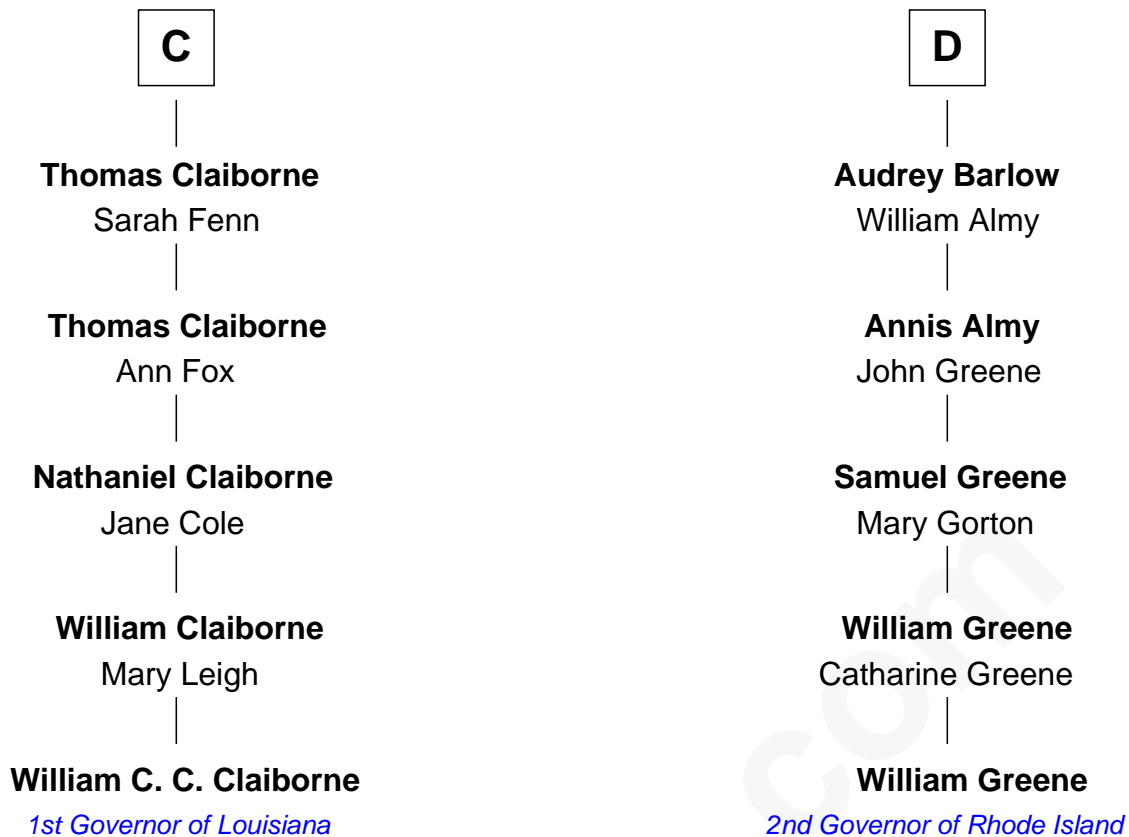 C
D
Thomas Claiborne
Sarah Fenn
Audrey Barlow
William Almy
Thomas Claiborne
Ann Fox
Annis Almy
John Greene
Nathaniel Claiborne
Jane Cole
Samuel Greene
Mary Gorton
William Claiborne
Mary Leigh
William Greene
Catharine Greene
William C. C. Claiborne
1st Governor of Louisiana
William Greene
2nd Governor of Rhode Island
com